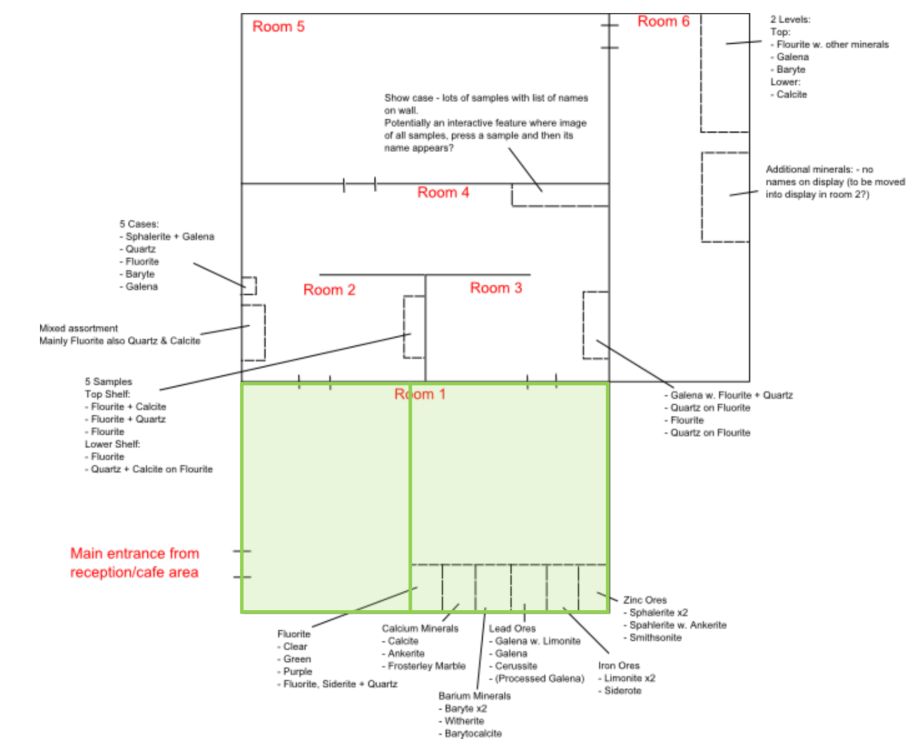 Room 5
Room 6
2 Levels:
Top:
- Flourite w. other minerals
- Galena
- Baryte
Lower:
- Calcite
Show case - lots of samples with list of names
on wall.
Potentially an interactive feature where image
of all samples, press a sample and then its
name appears?
Additional minerals: - no
names on display (to be moved
into display in room 2?)
Room 4
5 Cases:
- Sphalerite + Galena
- Quartz
- Fluorite
- Baryte
- Galena
Room 2
Room 3
Mixed assortment
Mainly Fluorite also Quartz & Calcite
5 Samples
Top Shelf:
- Flourite + Calcite
- Fluorite + Quartz
- Flourite
Lower Shelf:
- Fluorite
- Quartz + Calcite on Flourite
Room 1
- Galena w. Flourite + Quartz
- Quartz on Fluorite
- Flourite
- Quartz on Flourite
Main entrance from
reception/cafe area
Fluorite
- Clear
- Green
- Purple
- Fluorite, Siderite + Quartz
Calcium Minerals
- Calcite
- Ankerite
- Frosterley Marble
Barium Minerals
- Baryte x2
- Witherite
- Barytocalcite
Lead Ores
- Galena w. Limonite
- Galena
- Cerussite
- (Processed Galena)
Iron Ores
- Limonite x2
- Siderote
Zinc Ores
- Sphalerite x2
- Spahlerite w. Ankerite
- Smithsonite